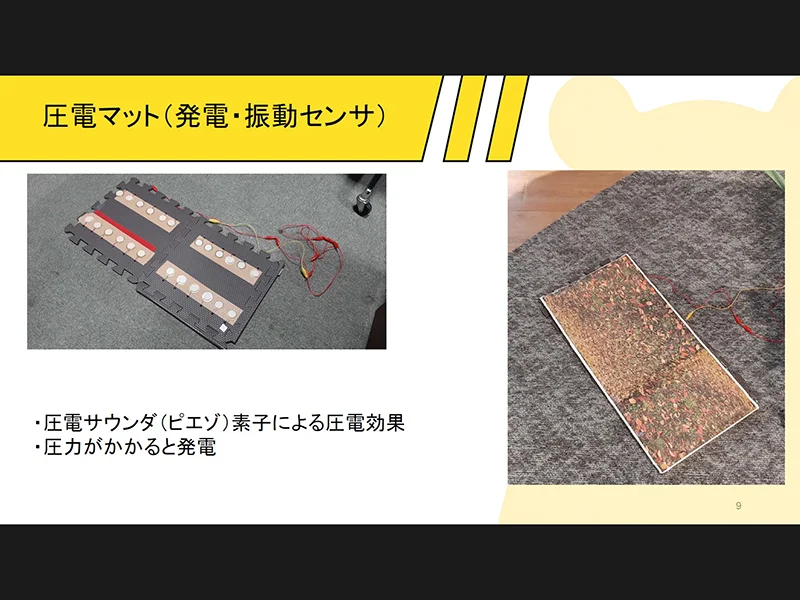 圧電マット（発電・振動センサ）
・圧電サウンダ（ピエゾ）素子による圧電効果
・圧力がかかると発電
9